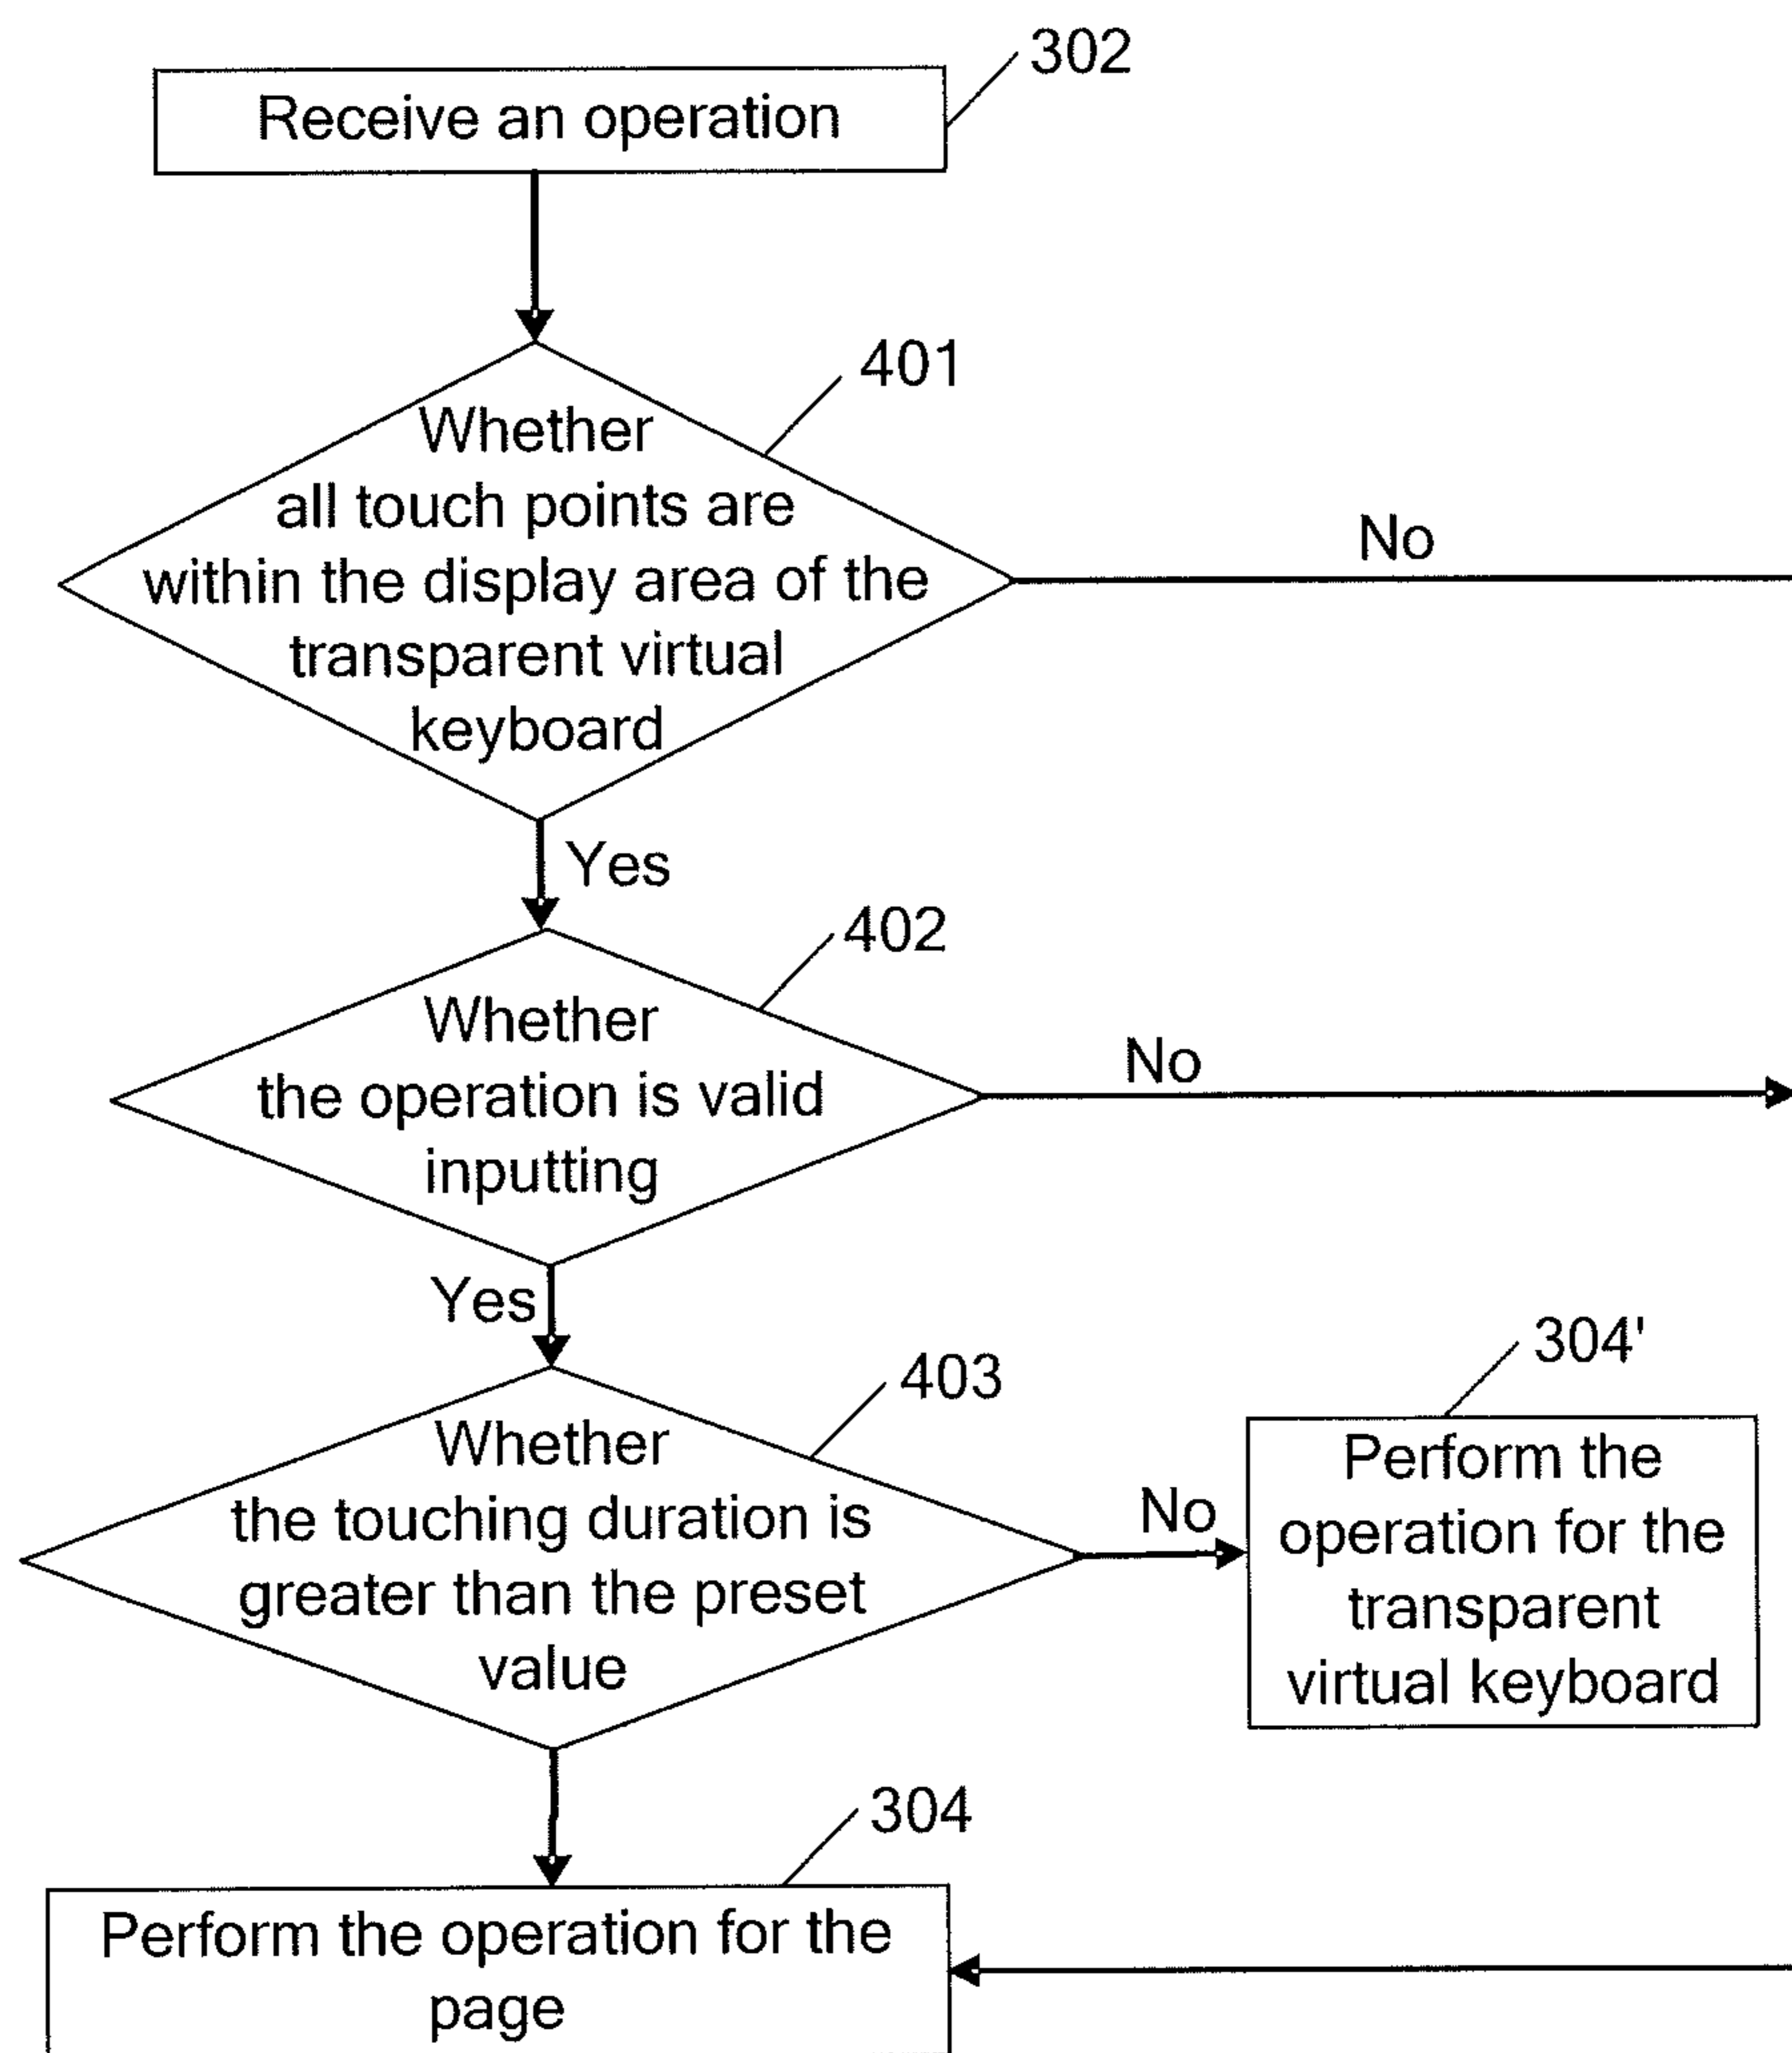 302
Receive an operation
401
Whether
all touch points are
within the display area of the
transparent virtual
keyboard
No
Yes
402
Whether
the operation is valid
inputting
No
Yes
403
Whether
the touching duration is
greater than the preset
value
No
304'
Perform the
operation for the
transparent
virtual keyboard
304
Perform the operation for the
page